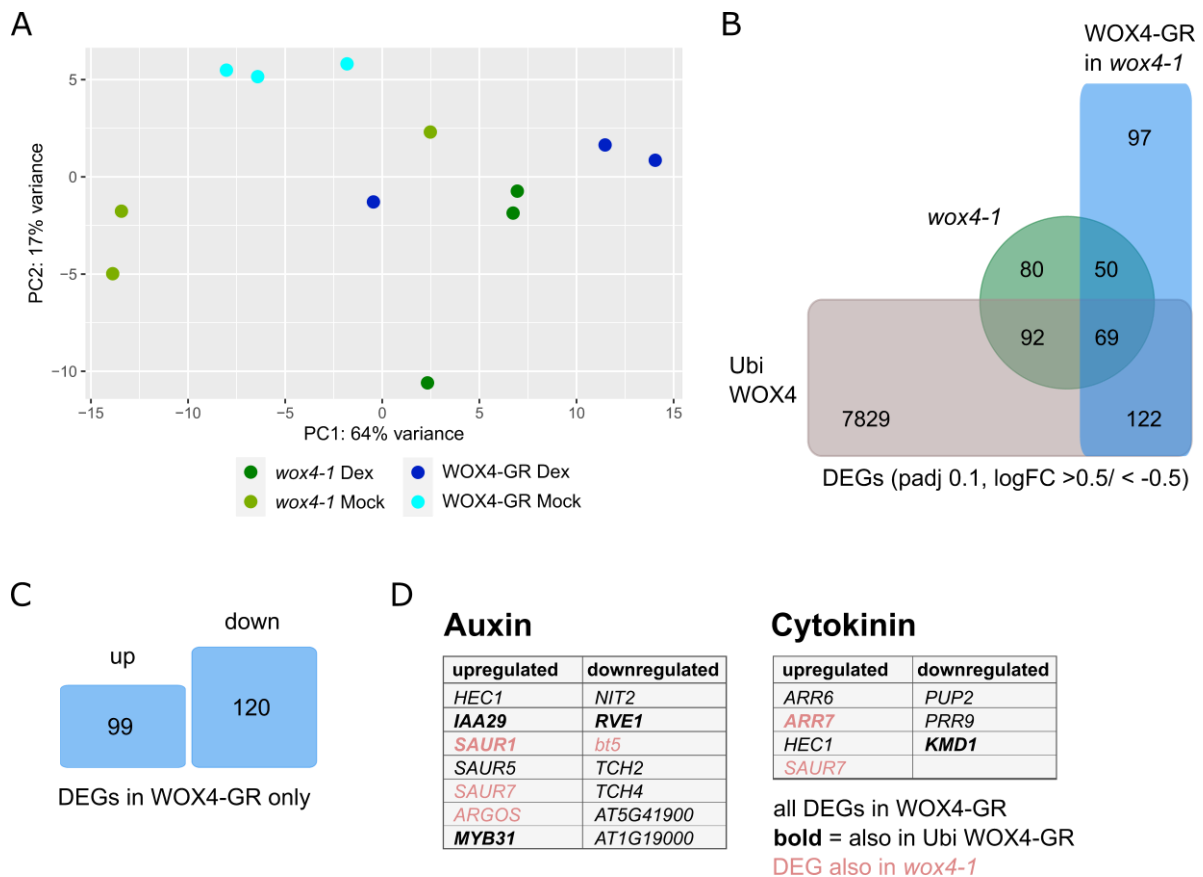 A
5
0
−5
−10
PC2: 17% variance
−15
−10
−5
0
5
10
15
PC1: 64% variance
wox4-1 Dex
WOX4-GR Dex
wox4-1 Mock
WOX4-GR Mock
B
WOX4-GR
in wox4-1
97
wox4-1
80
50
92
69
Ubi
WOX4
7829
122
DEGs (padj 0.1, logFC >0.5/ < -0.5)
C
up
down
99
120
DEGs in WOX4-GR only
D
Auxin
upregulated downregulated
HEC1 NIT2
IAA29 RVE1
SAUR1 bt5
SAUR5 TCH2
SAUR7 TCH4
ARGOS AT5G41900
MYB31 AT1G19000
Cytokinin
upregulated downregulated
ARR6 PUP2
ARR7 PRR9
HEC1 KMD1
SAUR7
all DEGs in WOX4-GR
bold = also in Ubi WOX4-GR
DEG also in wox4-1